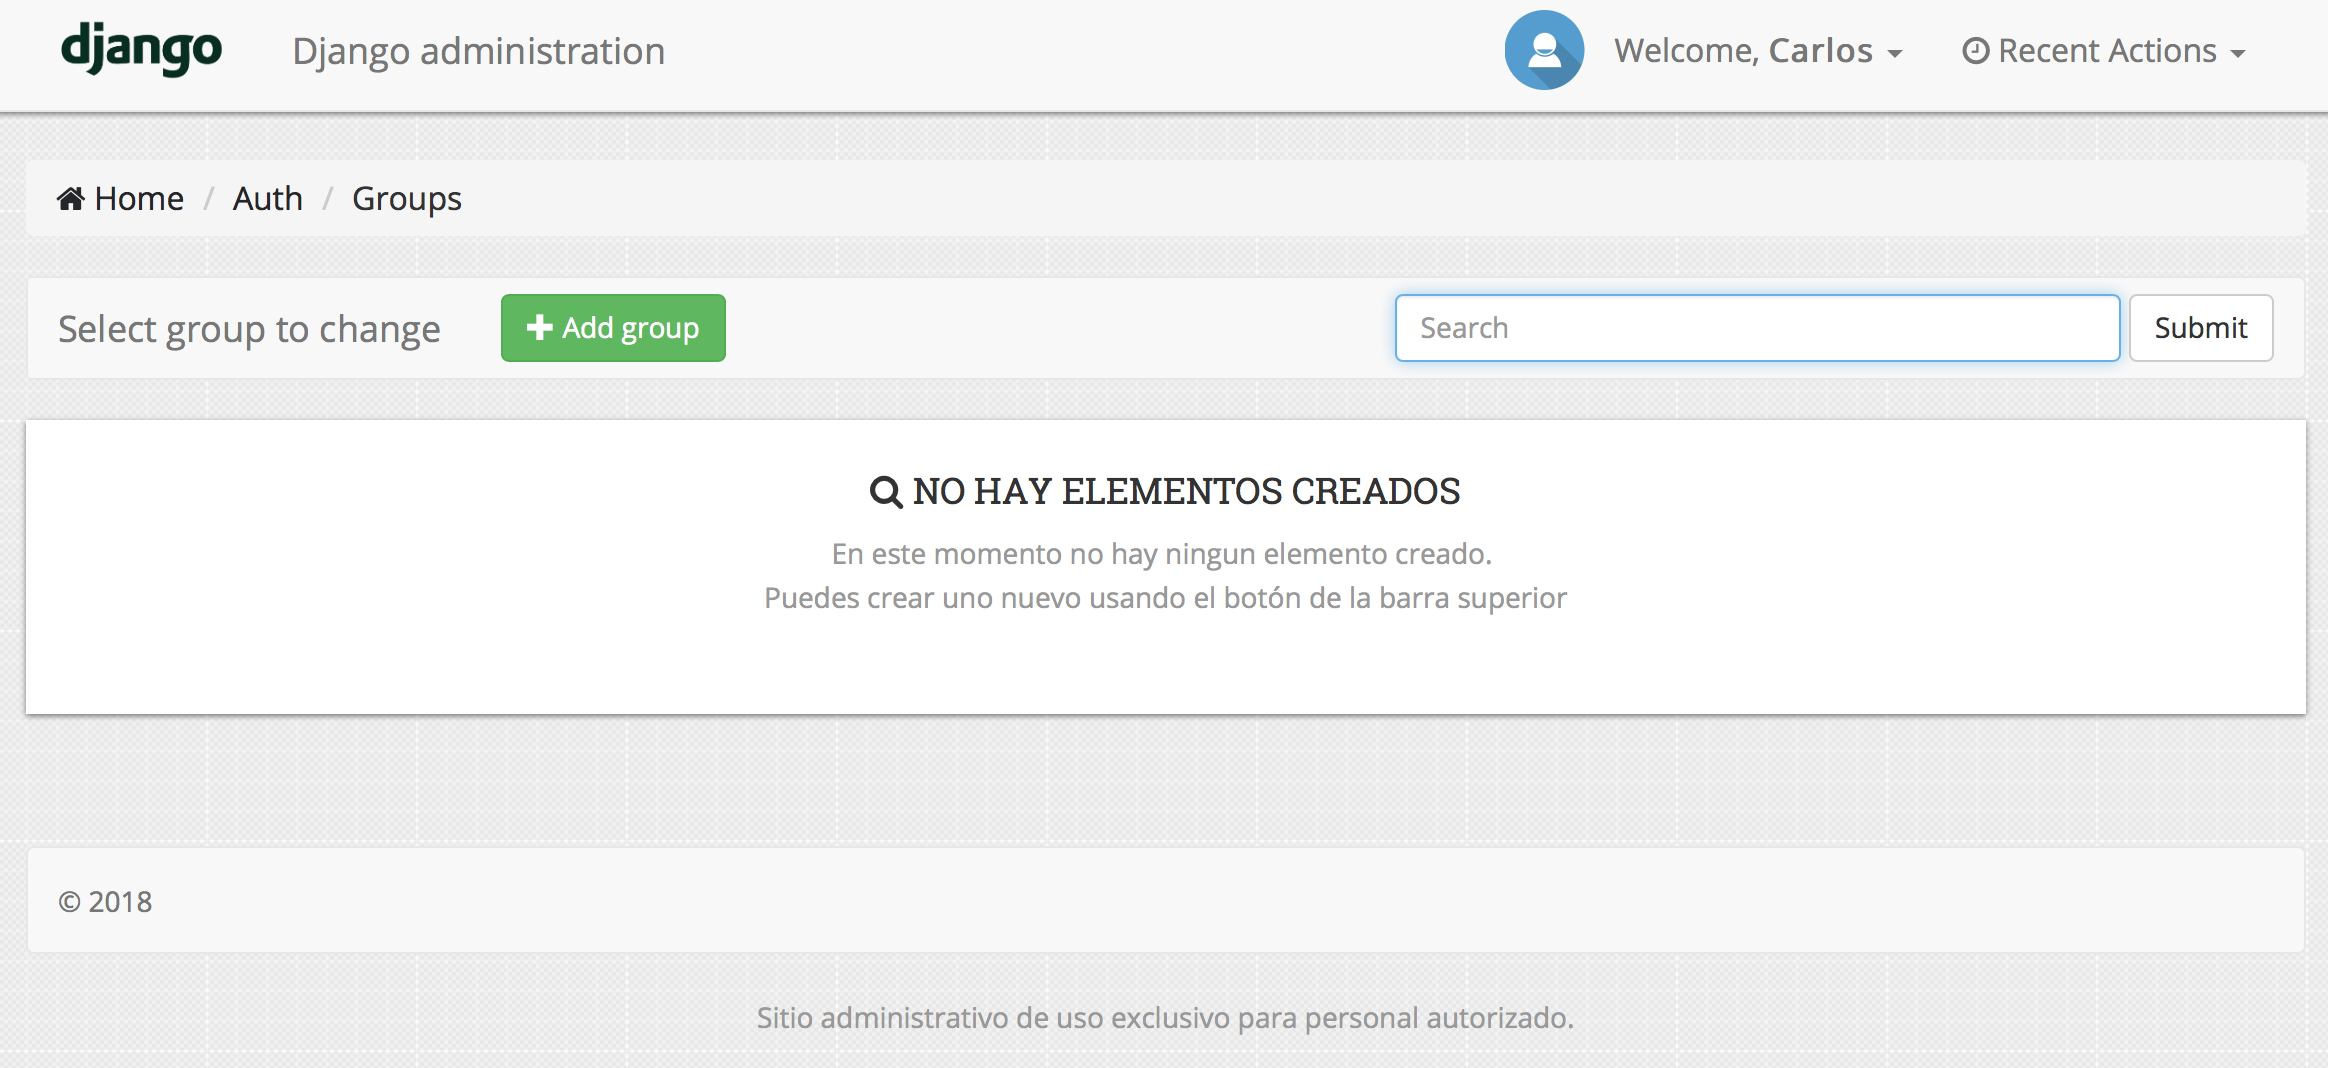 django Django administration Welcome, Carlos Recent Actions
Home / Auth / Groups
Select group to change Add group Search Submit
NO HAY ELEMENTOS CREADOS
En este momento no hay ningun elemento creado.
Puedes crear uno nuevo usando el botón de la barra superior
© 2018
Sitio administrativo de uso exclusivo para personal autorizado.